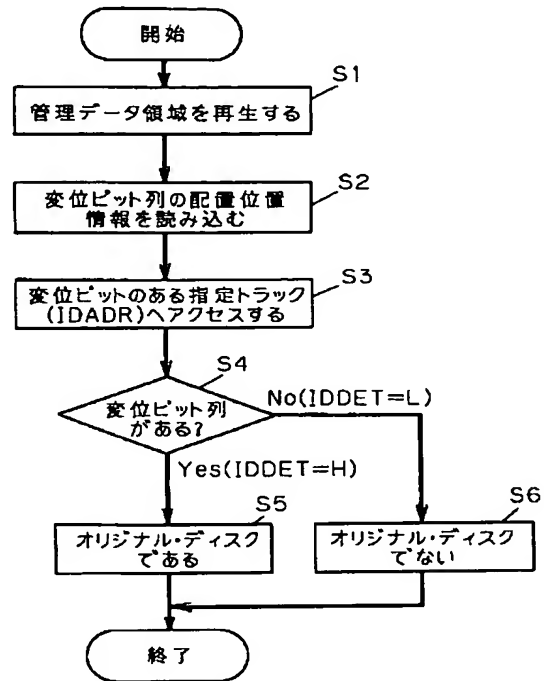 開始
S1
管理データ領域を再生する
S2
変位ピット列の配置位置
情報を読み込む
S3
変位ピットのある指定トラック
(IDADR)へアクセスする
S4
変位ピット列
がある?
No(IDDET=L)
Yes(IDDET=H)
S5
オリジナル・ディスク
である
S6
オリジナル・ディスク
でない
終了